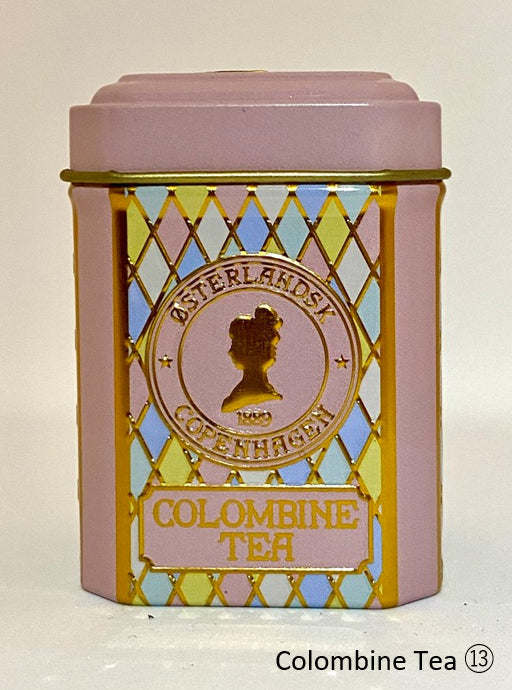 ØSTERLANDSK
1889
COPENHAGEN
COLOMBINE
TEA
Colombine Tea ⑬